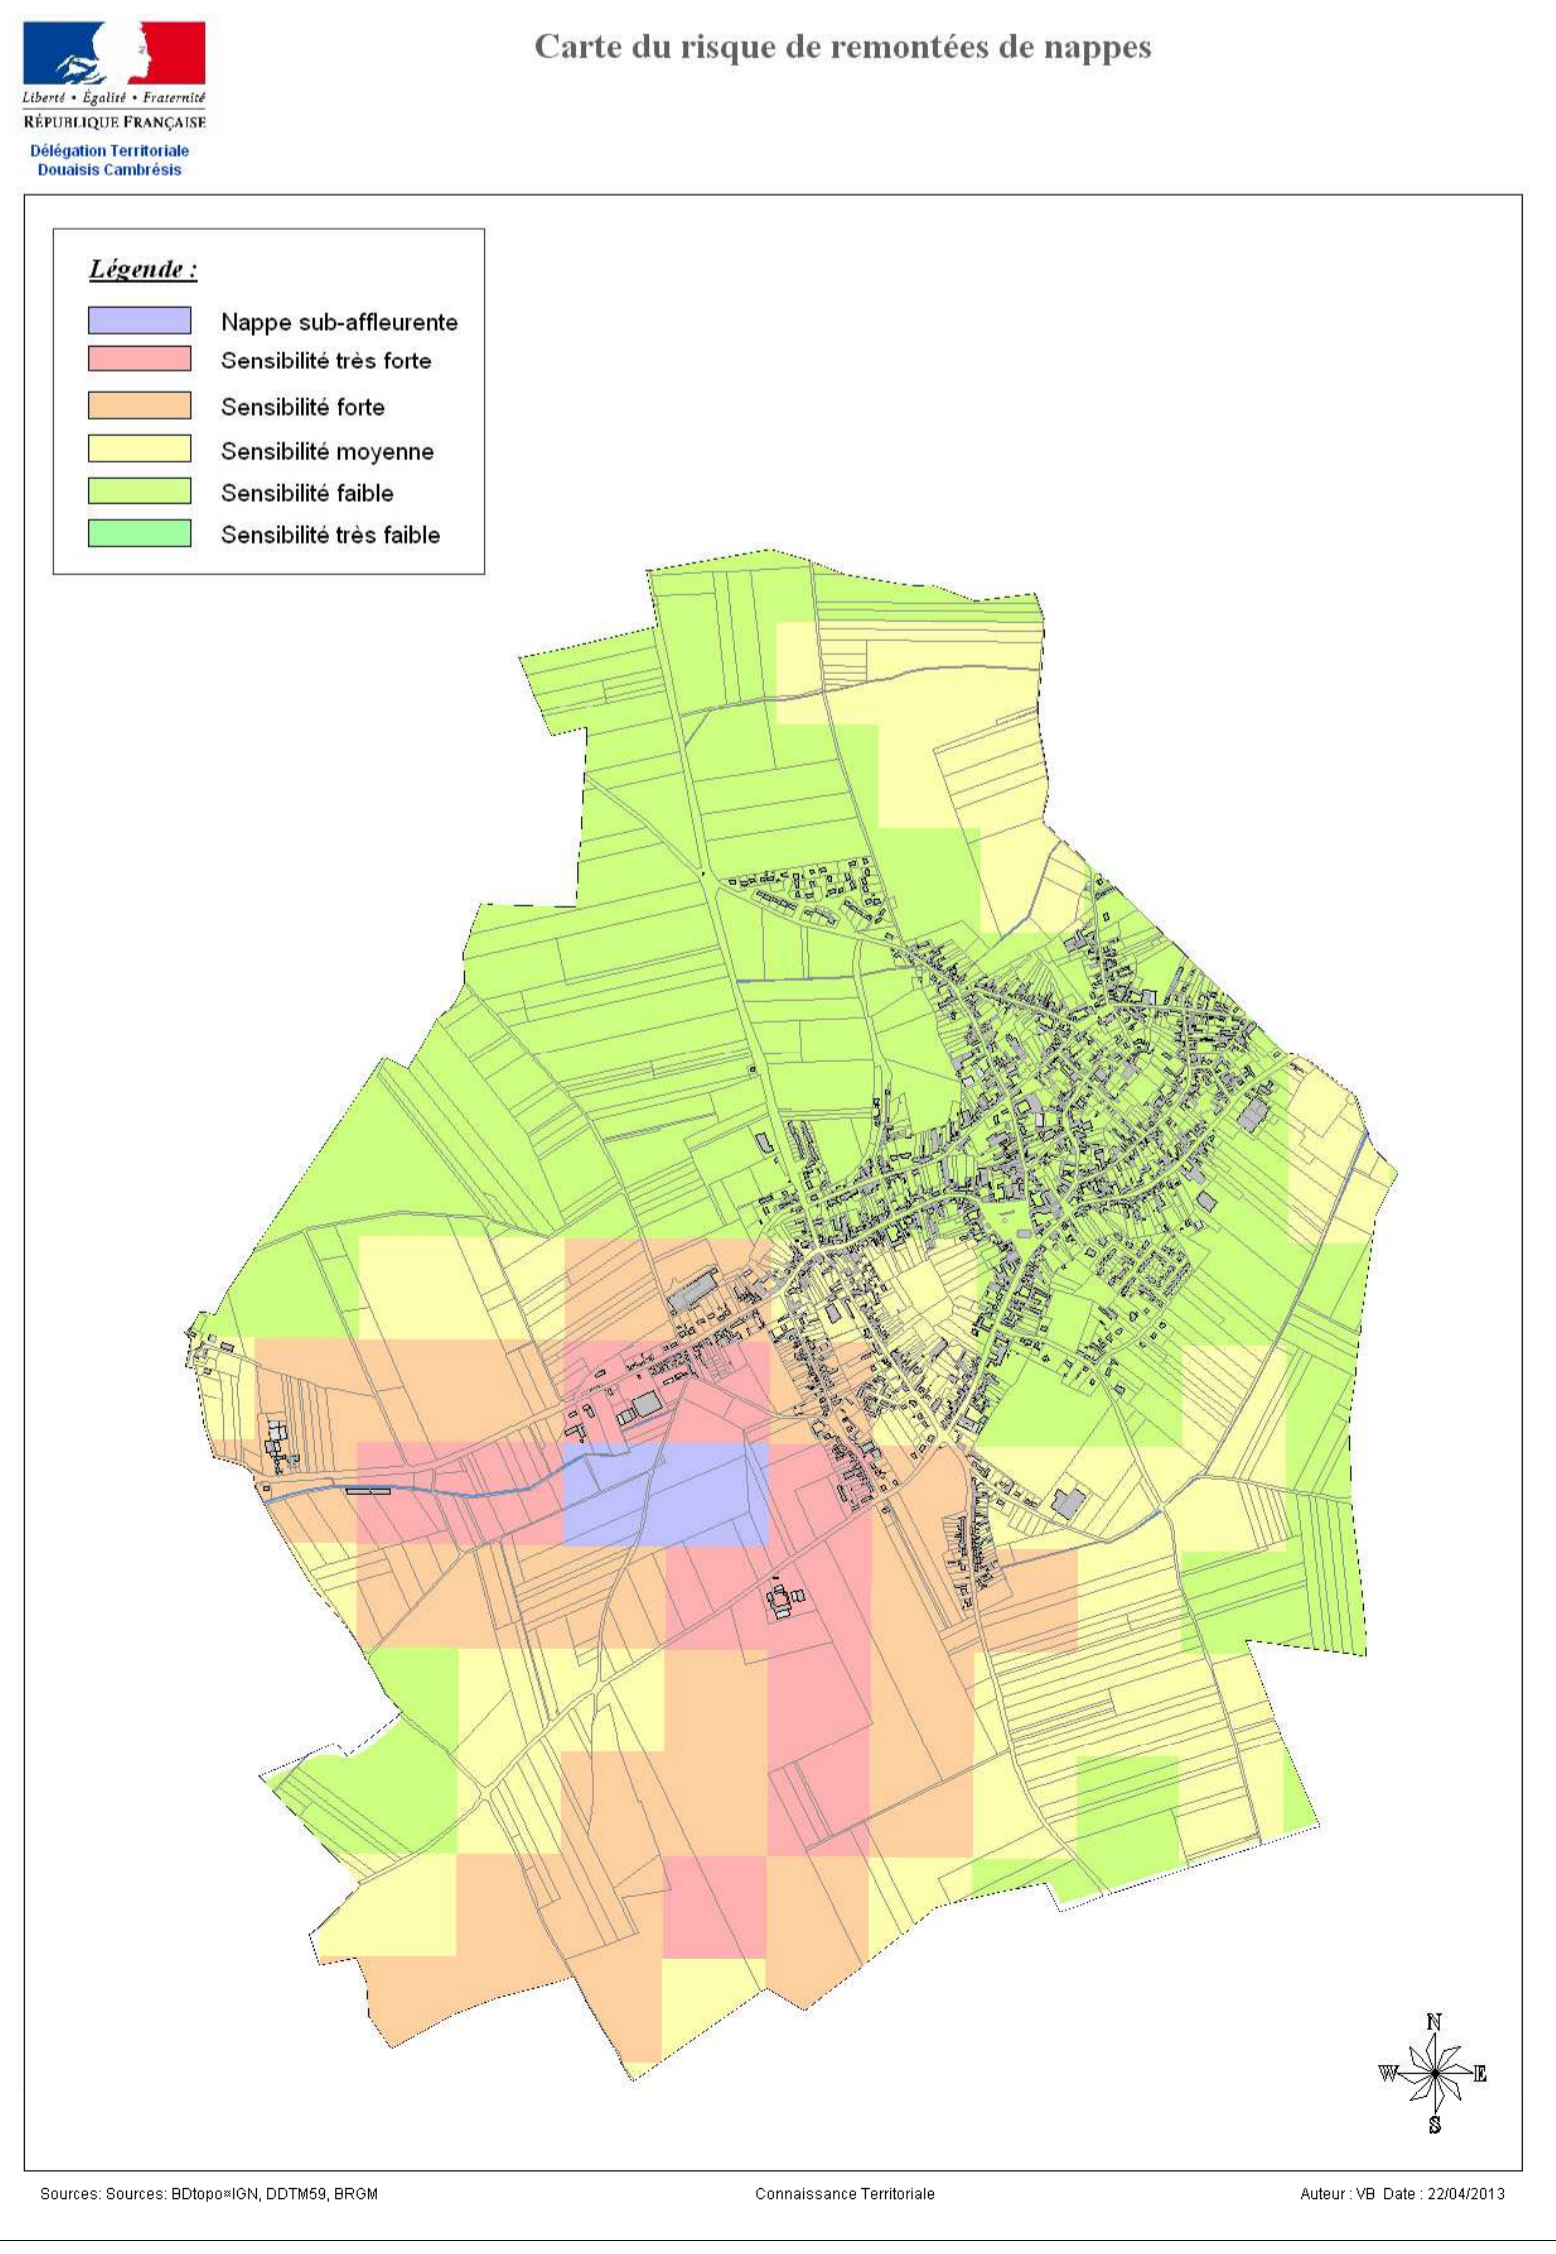 Carte du risque de remontées de nappes
Liberté • Égalité • Fraternité
RÉPUBLIQUE FRANÇAISE
Délégation Territoriale
Douaisis Cambrésis
Légende :
Nappe sub-affleurente
Sensibilité très forte
Sensibilité forte
Sensibilité moyenne
Sensibilité faible
Sensibilité très faible
N
W E
S
Sources: Sources: BDtopo¤IGN, DDTM59, BRGM
Connaissance Territoriale
Auteur : VB Date : 22/04/2013